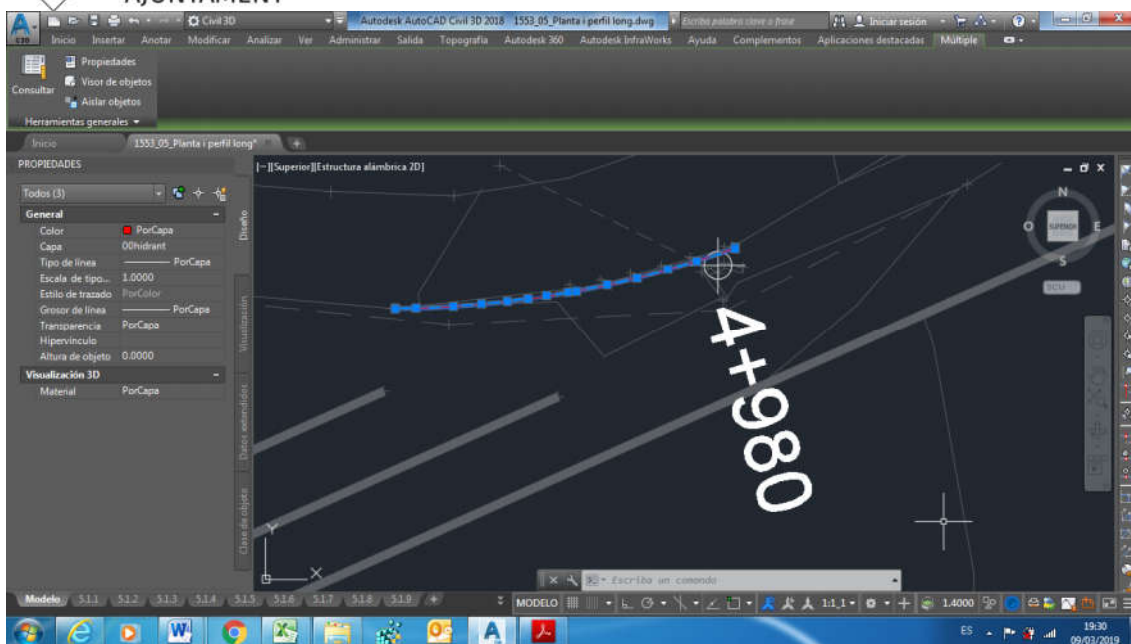 AJUNTAMENT
Civil 3D Autodesk AutoCAD Civil 3D 2018 1553_05_Planta i perfil long.dwg Escriba palabra clave o frase Iniciar sesión
Inicio Insertar Anotar Modificar Analizar Ver Administrar Salida Topografía Autodesk 360 Autodesk InfraWorks Ayuda Complementos Aplicaciones destacadas Múltiple
Propiedades
Visor de objetos
Consultar
Aislar objetos
Herramientas generales
Inicio 1553_05_Planta i perfil long*
PROPIEDADES
[−][Superior][Estructura alámbrica 2D]
Todos (3)
General
Color PorCapa
Capa 00hidrant
Tipo de línea PorCapa
Escala de tipo... 1.0000
Estilo de trazado PorColor
Grosor de línea PorCapa
Transparencia PorCapa
Hipervínculo
Altura de objeto 0.0000
Visualización 3D
Material PorCapa
Diseño
Visualización
Datos extendidos
Clase de objeto
N
O SUPERIOR E
S
SCU
4+980
Y
X
Escriba un comando
Modelo 5.1.1 5.1.2 5.1.3 5.1.4 5.1.5 5.1.6 5.1.7 5.1.8 5.1.9 +
MODELO 1:1,1 1.4000
ES 19:30
09/03/2019